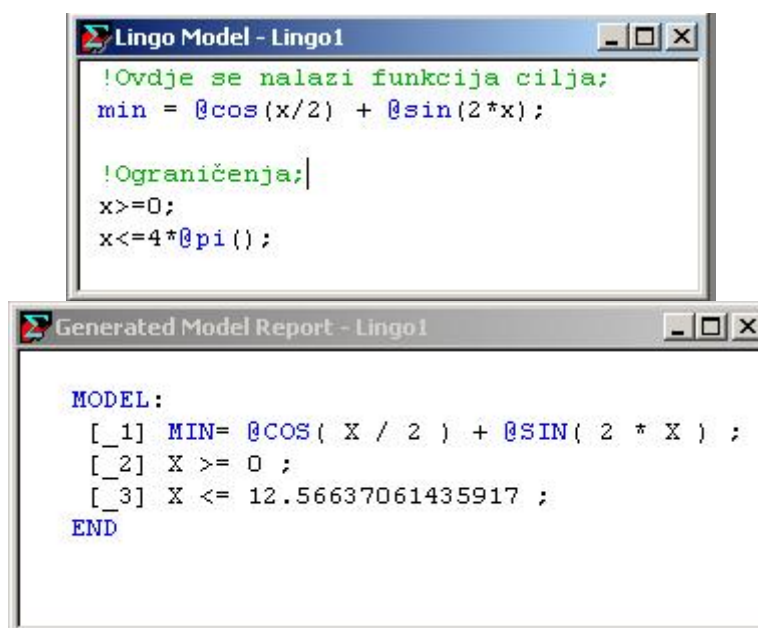 Lingo Model - Lingo1
!Ovdje se nalazi funkcija cilja;
min = @cos(x/2) + @sin(2*x);
!Ograničenja;
x>=0;
x<=4*@pi();
Generated Model Report - Lingo1
MODEL:
[_1] MIN= @COS( X / 2 ) + @SIN( 2 * X ) ;
[_2] X >= 0 ;
[_3] X <= 12.56637061435917 ;
END